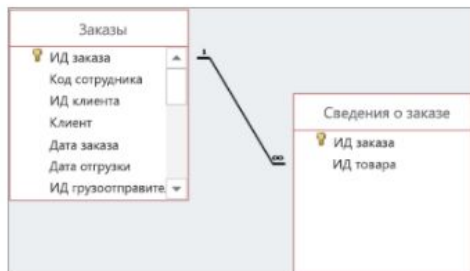 Заказы
ИД заказа
Код сотрудника
ИД клиента
Клиент
Дата заказа
Дата отгрузки
ИД грузоотправите
1
∞
Сведения о заказе
ИД заказа
ИД товара